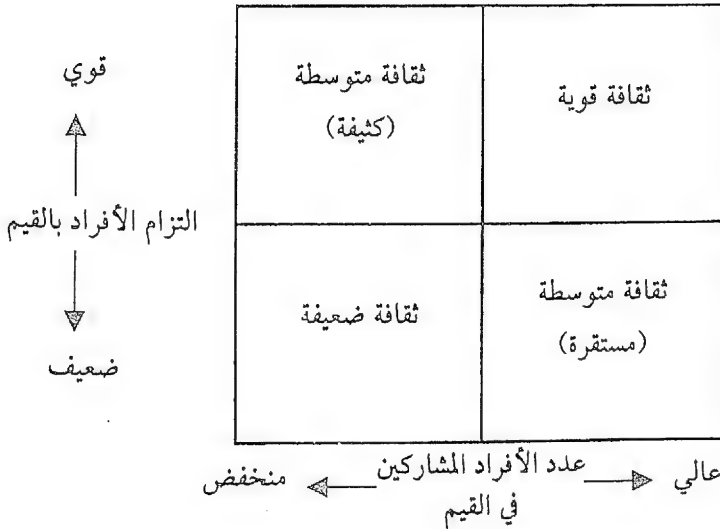 قوي
التزام الأفراد بالقيم
ضعيف
ثقافة قوية
ثقافة متوسطة
(كثيفة)
ثقافة متوسطة
(مستقرة)
ثقافة ضعيفة
عالي
عدد الأفراد المشاركين
في القيم
منخفض